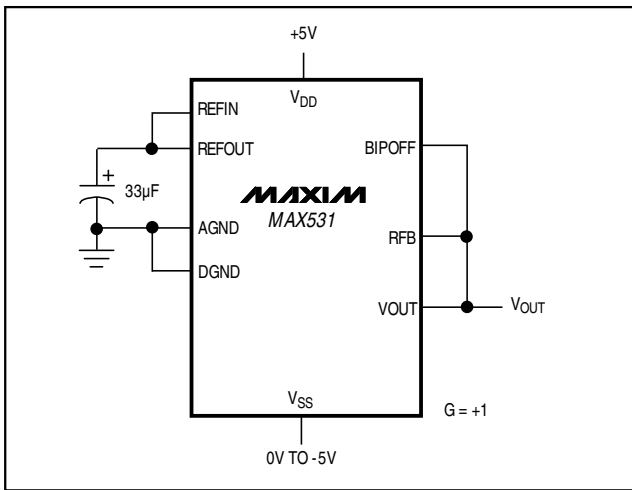 +5V
VDD
REFIN
REFOUT
BIPOFF
+
33µF
MAXIM
MAX531
AGND
RFB
DGND
VOUT
VOUT
VSS
G = +1
0V TO -5V